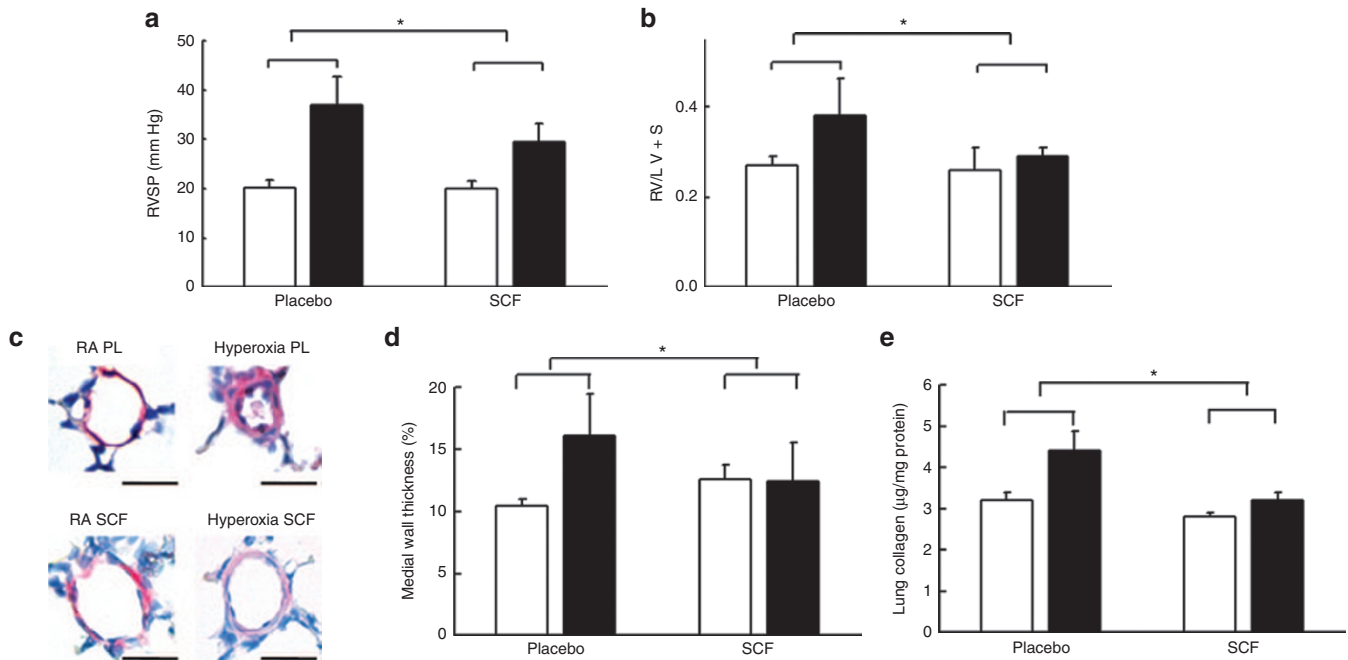 a
*
50
40
30
20
10
0
RVSP (mm Hg)
Placebo
SCF
b
*
0.4
0.2
0.0
RV/L V + S
Placebo
SCF
c
RA PL
Hyperoxia PL
RA SCF
Hyperoxia SCF
d
*
20
15
10
5
0
Medial wall thickness (%)
Placebo
SCF
e
*
6
5
4
3
2
1
0
Lung collagen (µg/mg protein)
Placebo
SCF